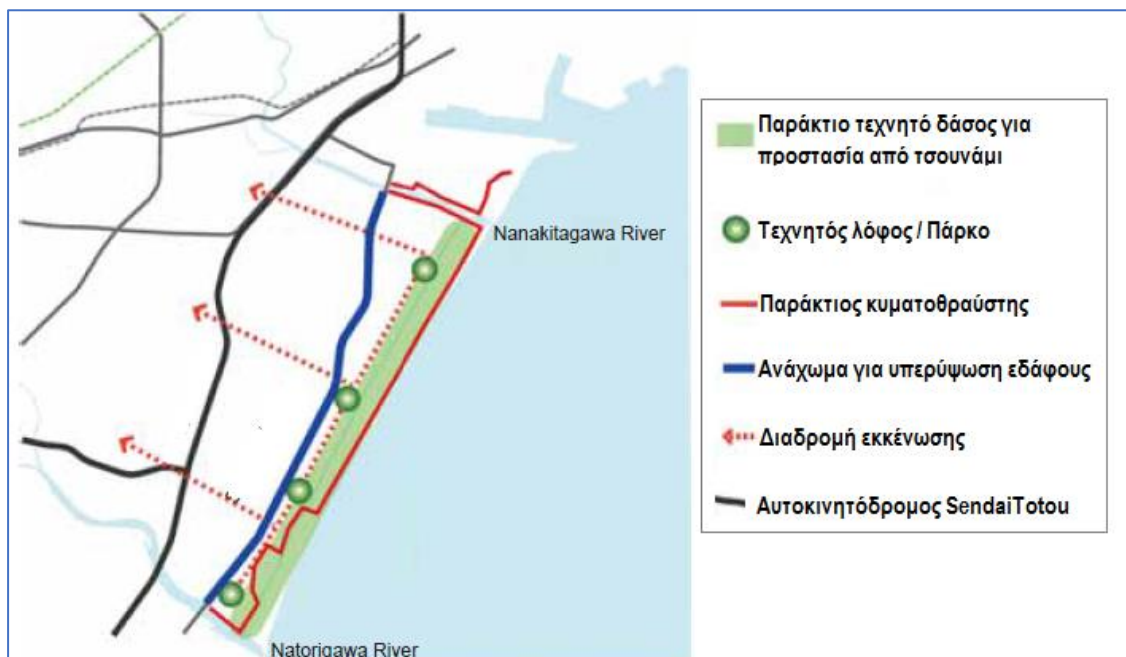 Nanakitagawa River
Natorigawa River
Παράκτιο τεχνητό δάσος για
προστασία από τσουνάμι
Τεχνητός λόφος / Πάρκο
Παράκτιος κυματοθραύστης
Ανάχωμα για υπερύψωση εδάφους
Διαδρομή εκκένωσης
Αυτοκινητόδρομος SendaiTotou